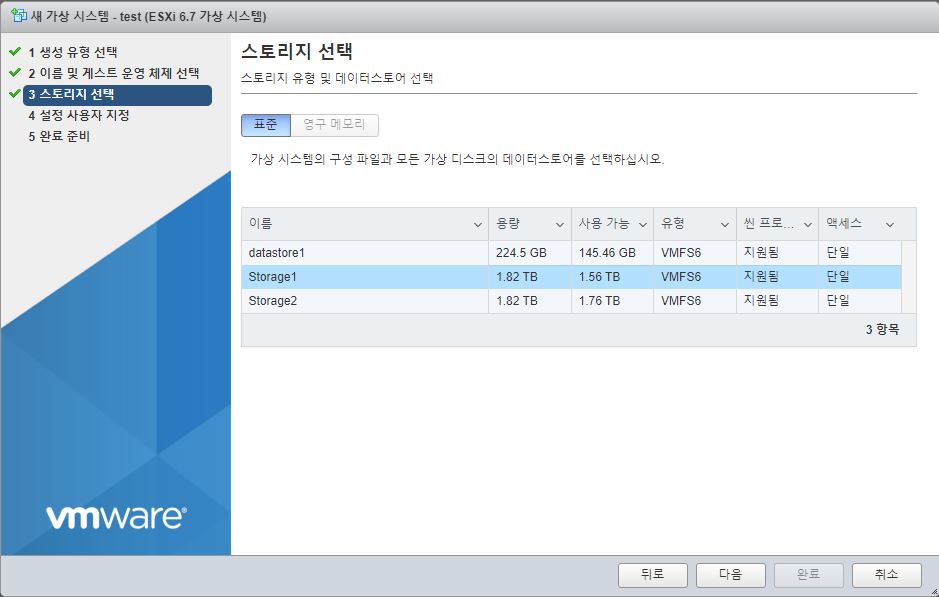 새 가상 시스템 - test (ESXi 6.7 가상 시스템)
1 생성 유형 선택
2 이름 및 게스트 운영 체제 선택
3 스토리지 선택
4 설정 사용자 지정
5 완료 준비
스토리지 선택
스토리지 유형 및 데이터스토어 선택
표준 영구 메모리
가상 시스템의 구성 파일과 모든 가상 디스크의 데이터스토어를 선택하십시오.
이름 용량 사용 가능 유형 씬 프로... 액세스
datastore1 224.5 GB 145.46 GB VMFS6 지원됨 단일
Storage1 1.82 TB 1.56 TB VMFS6 지원됨 단일
Storage2 1.82 TB 1.76 TB VMFS6 지원됨 단일
3 항목
vmware®
뒤로 다음 완료 취소